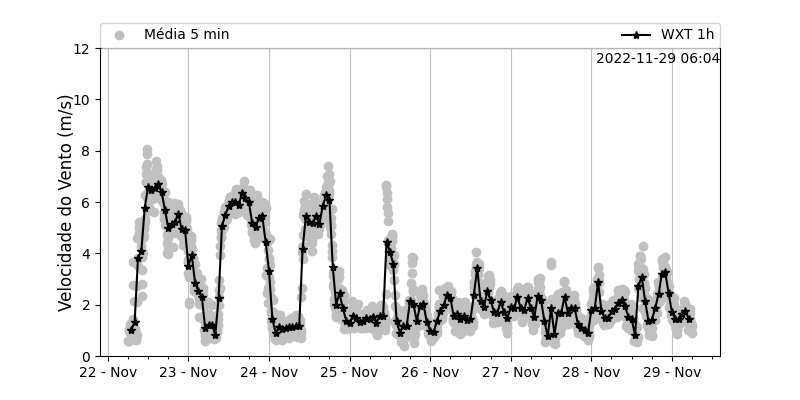 Média 5 min
WXT 1h
2022-11-29 06:04
Velocidade do Vento (m/s)
12
10
8
6
4
2
0
22 - Nov 23 - Nov 24 - Nov 25 - Nov 26 - Nov 27 - Nov 28 - Nov 29 - Nov